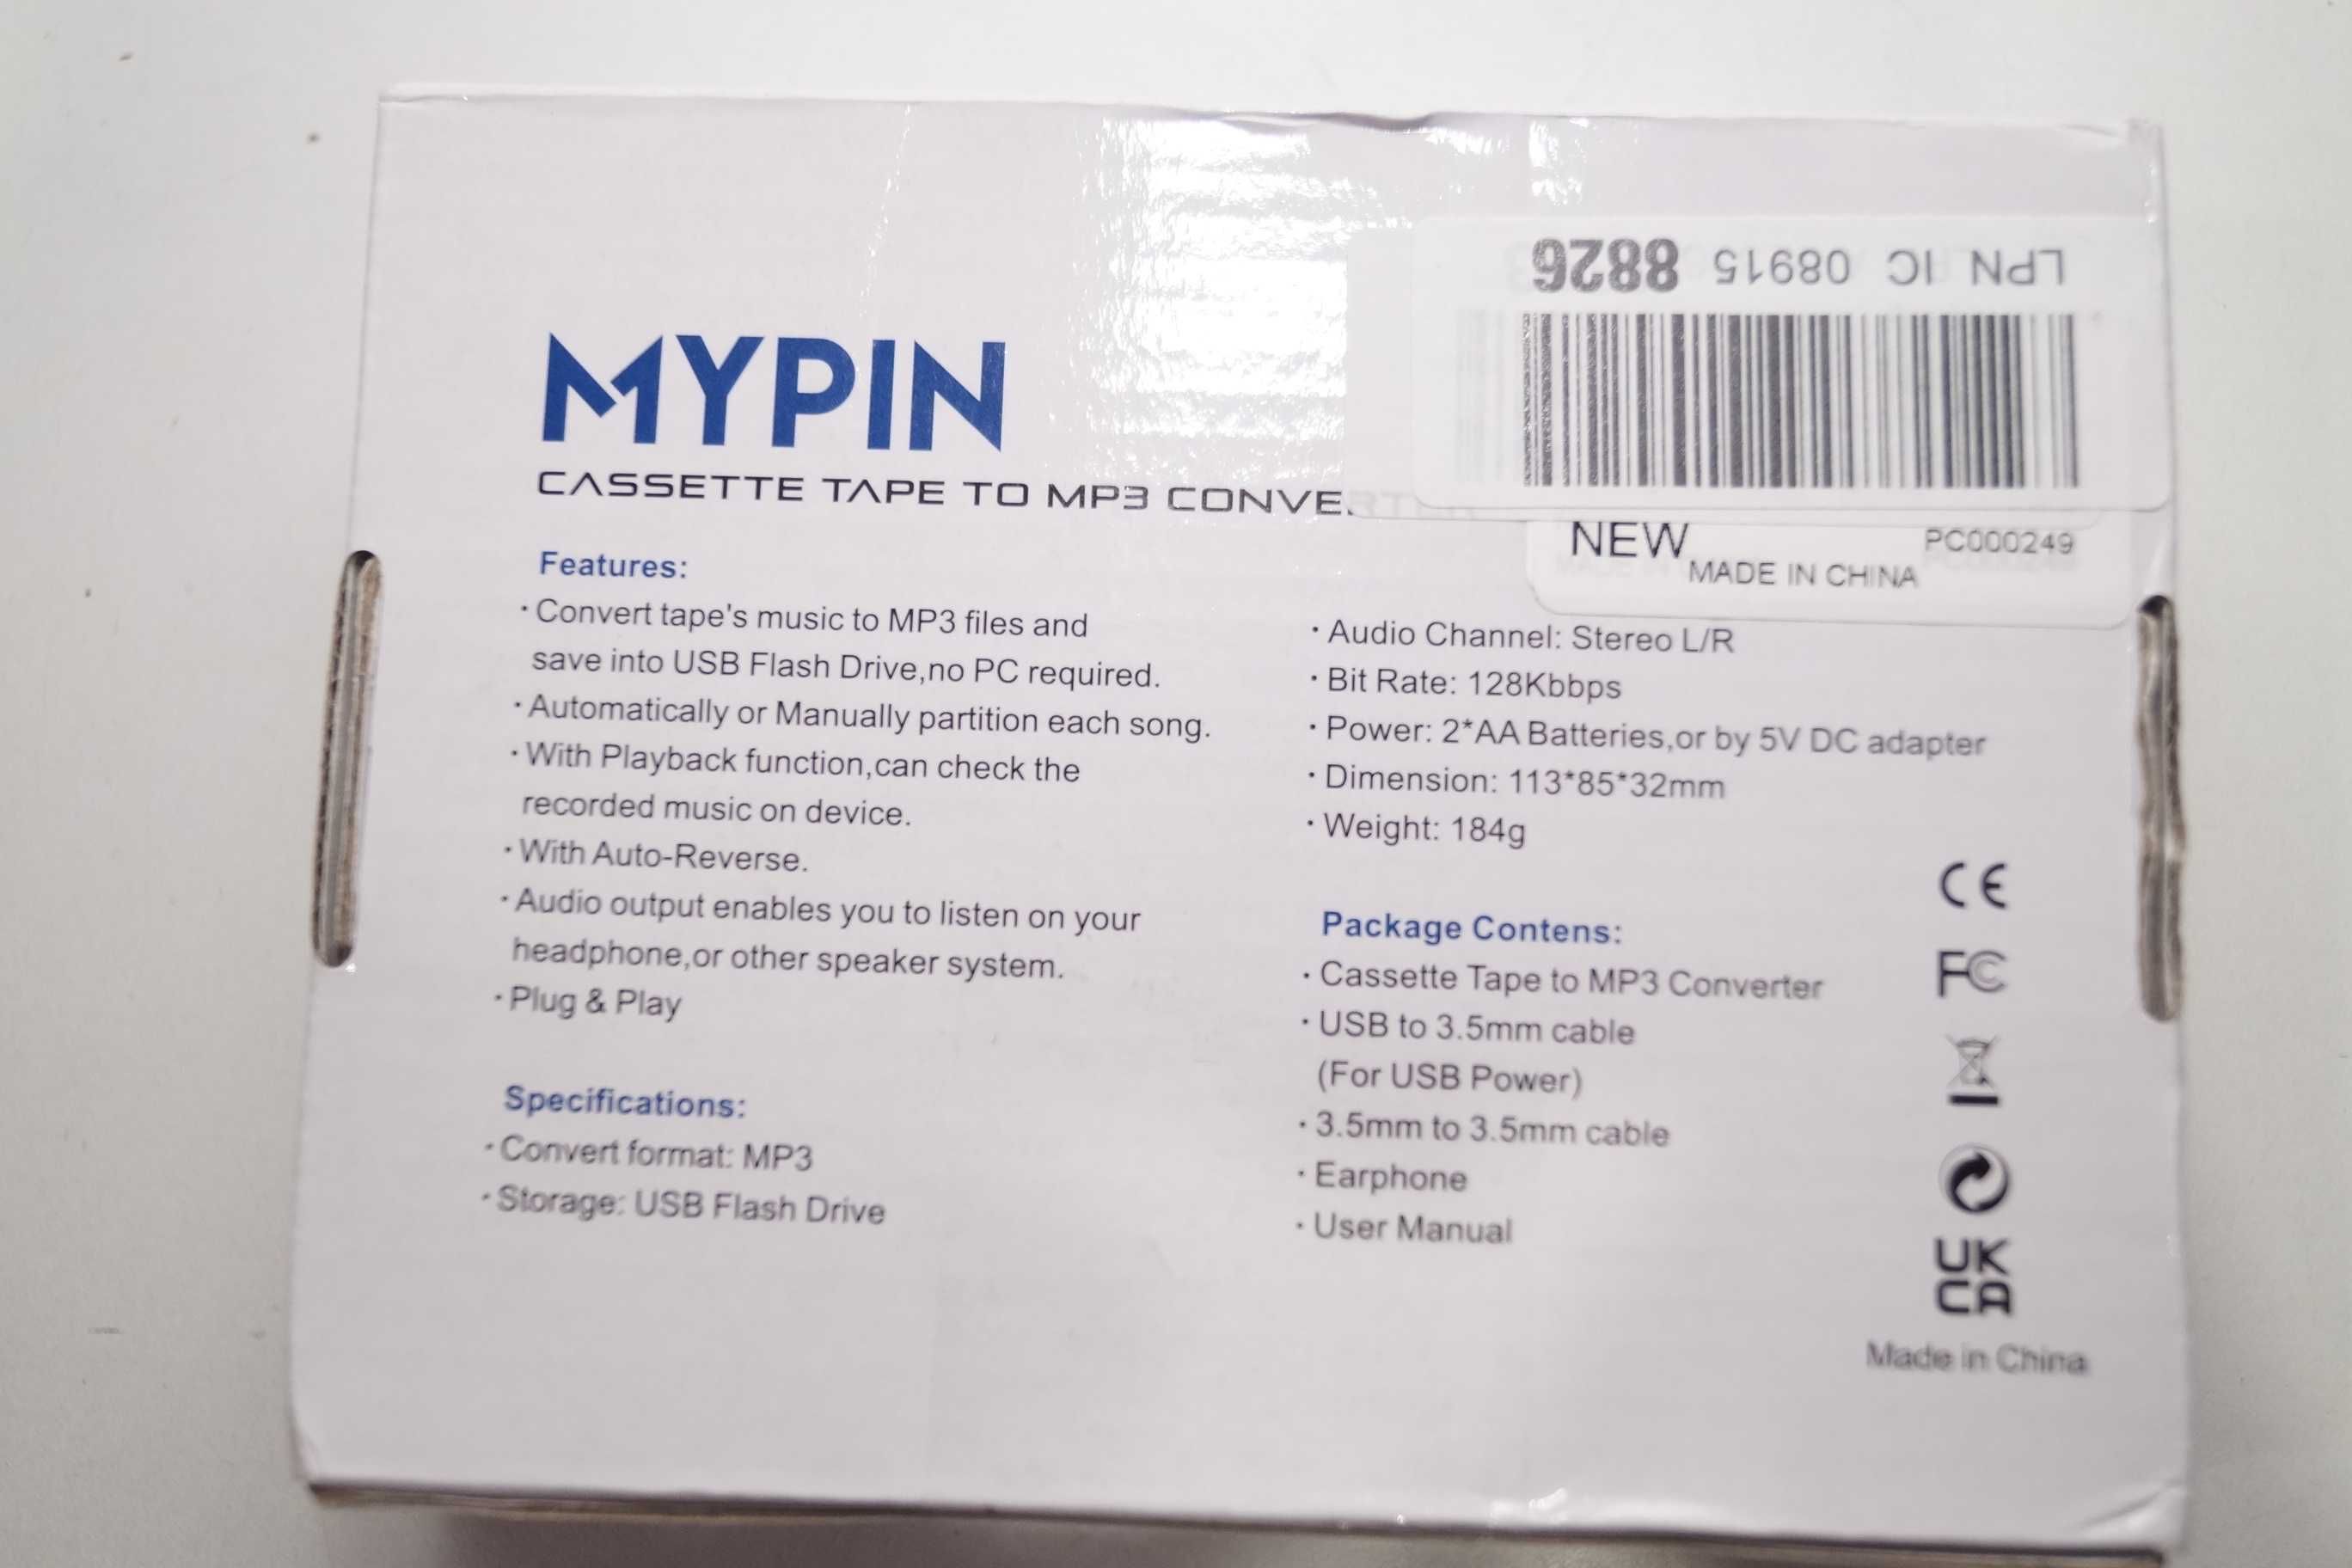 LPN IC 08915 8826
MYPIN
CASSETTE TAPE TO MP3 CONVERTER
NEW
PC000249
MADE IN CHINA
Features:
· Convert tape's music to MP3 files and
save into USB Flash Drive,no PC required.
· Automatically or Manually partition each song.
· With Playback function,can check the
recorded music on device.
· With Auto-Reverse.
· Audio output enables you to listen on your
headphone,or other speaker system.
· Plug & Play
Specifications:
· Convert format: MP3
· Storage: USB Flash Drive
· Audio Channel: Stereo L/R
· Bit Rate: 128Kbbps
· Power: 2*AA Batteries,or by 5V DC adapter
· Dimension: 113*85*32mm
· Weight: 184g
Package Contens:
· Cassette Tape to MP3 Converter
· USB to 3.5mm cable
(For USB Power)
· 3.5mm to 3.5mm cable
· Earphone
· User Manual
CE
FC
UK
CA
Made in China